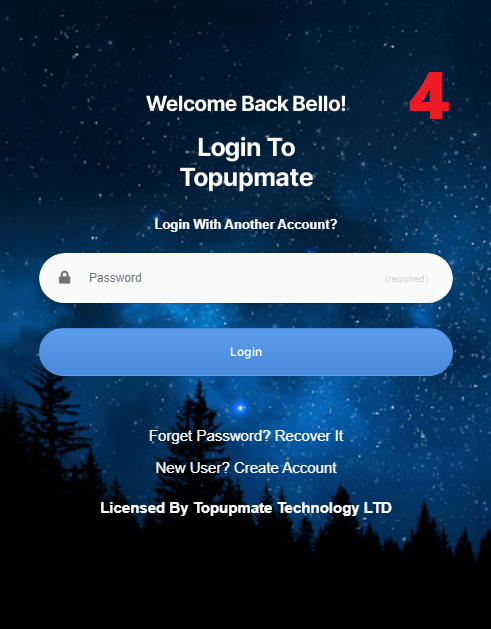 Welcome Back Bello!
4
Login To
Topupmate
Login With Another Account?
Password (required)
Login
Forget Password? Recover It
New User? Create Account
Licensed By Topupmate Technology LTD